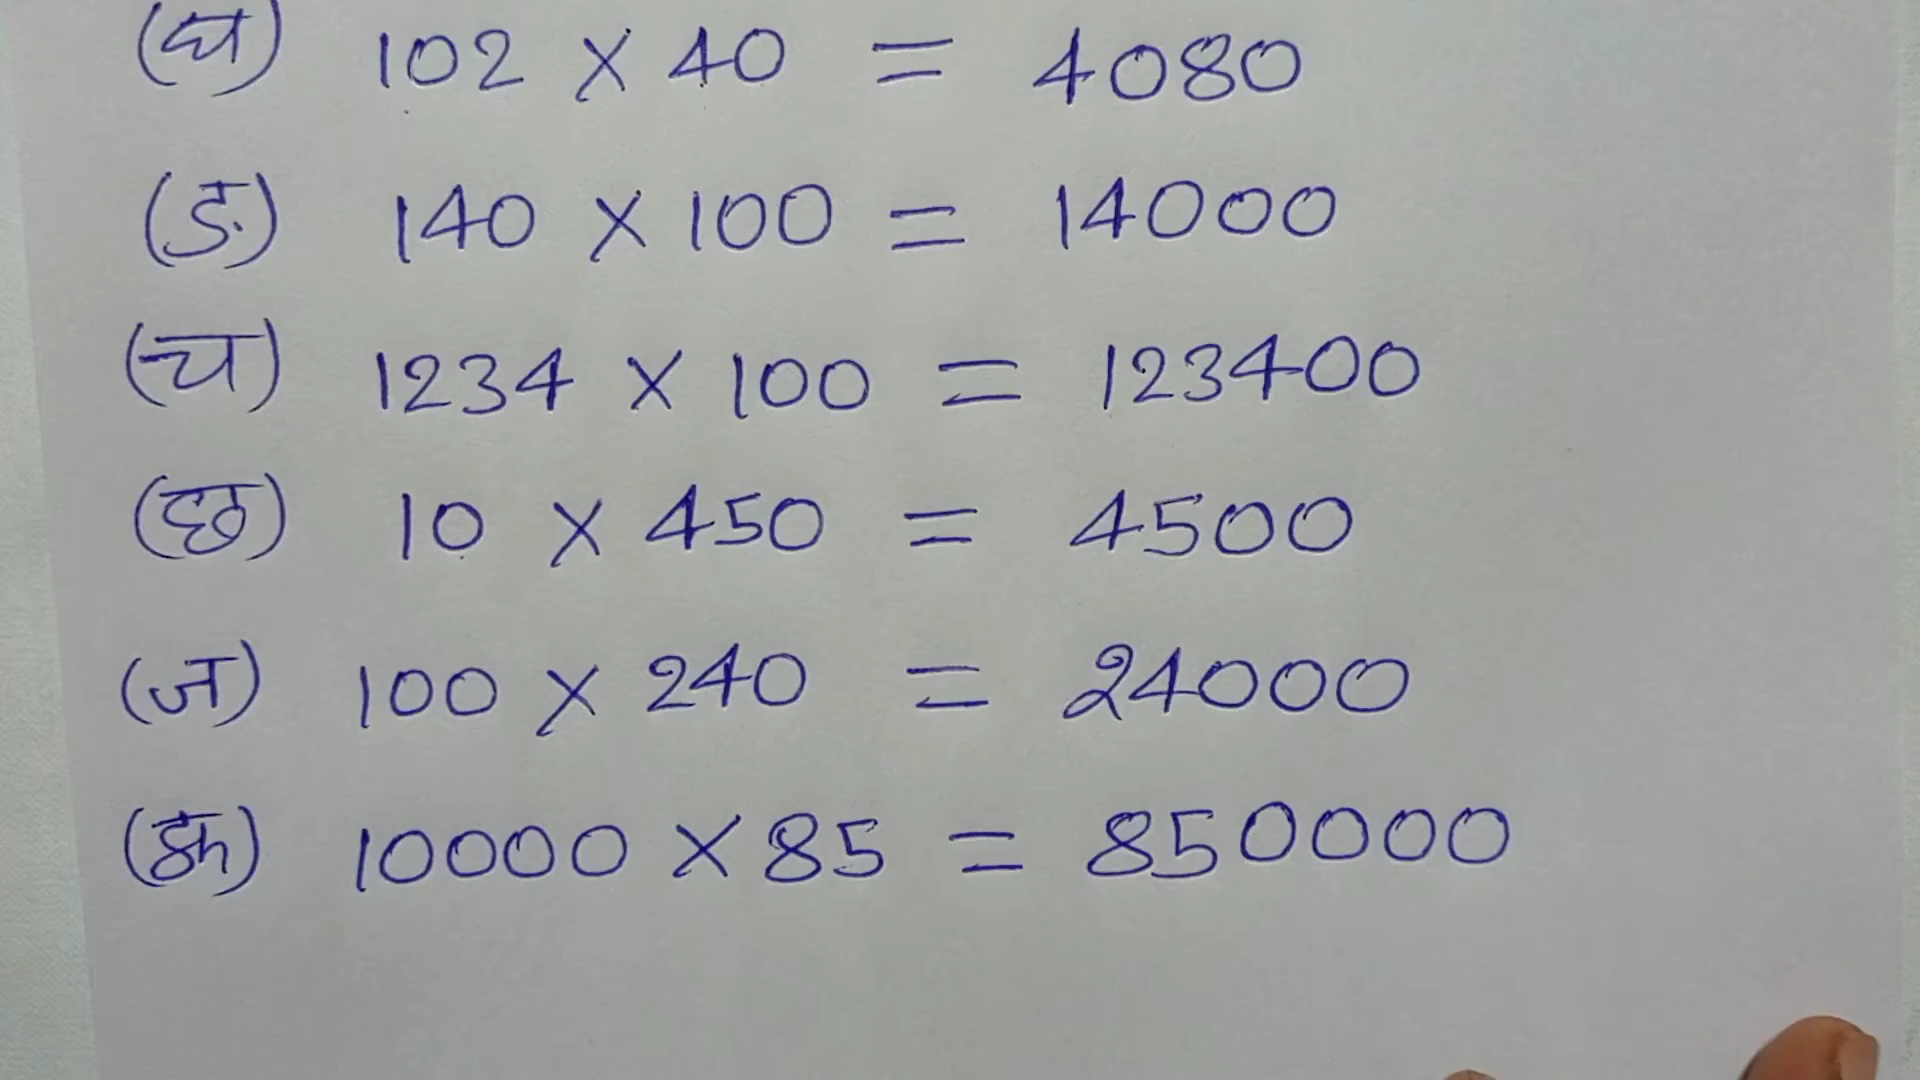 (घ) 102 × 40 = 4080
(ङ) 140 × 100 = 14000
(च) 1234 × 100 = 123400
(छ) 10 × 450 = 4500
(ज) 100 × 240 = 24000
(झ) 10000 × 85 = 850000